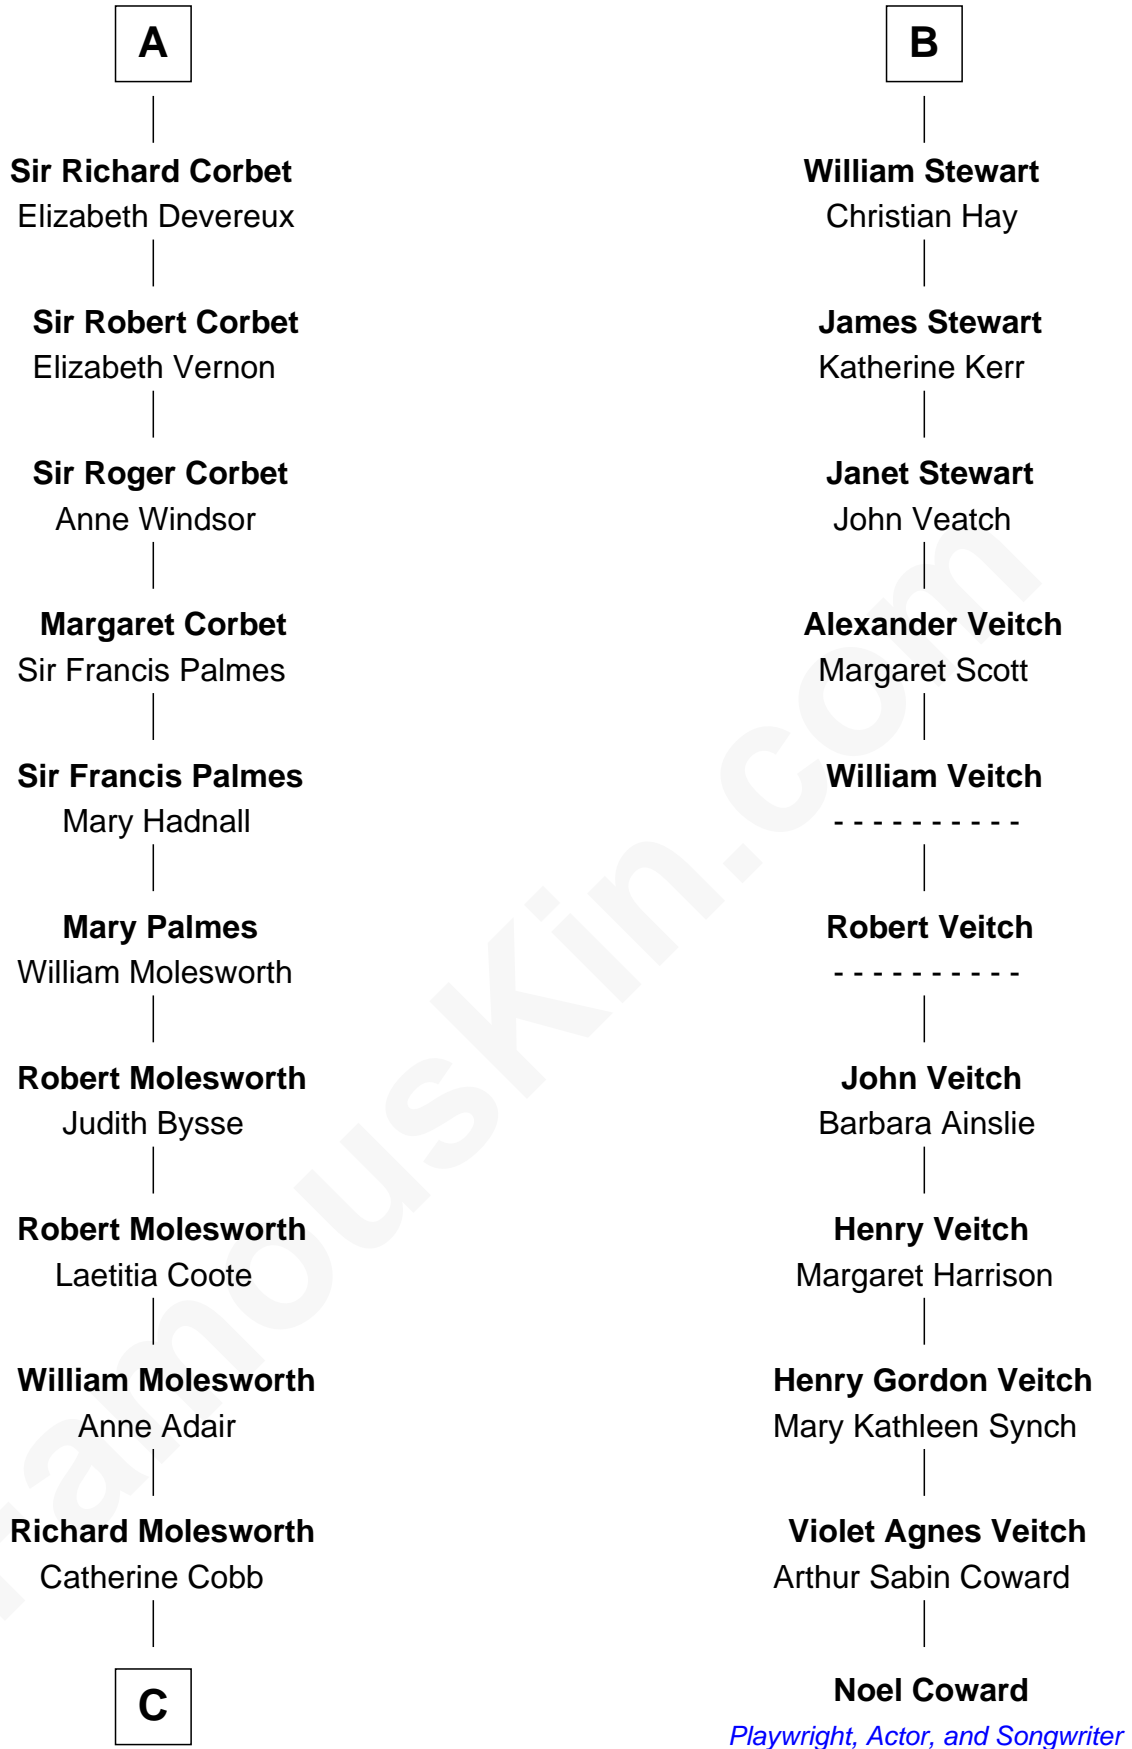 A
Sir Richard Corbet
Elizabeth Devereux
Sir Robert Corbet
Elizabeth Vernon
Sir Roger Corbet
Anne Windsor
Margaret Corbet
Sir Francis Palmes
Sir Francis Palmes
Mary Hadnall
Mary Palmes
William Molesworth
Robert Molesworth
Judith Bysse
Robert Molesworth
Laetitia Coote
William Molesworth
Anne Adair
Richard Molesworth
Catherine Cobb
C
B
William Stewart
Christian Hay
James Stewart
Katherine Kerr
Janet Stewart
John Veatch
Alexander Veitch
Margaret Scott
William Veitch
- - - - - - - - - -
Robert Veitch
- - - - - - - - - -
John Veitch
Barbara Ainslie
Henry Veitch
Margaret Harrison
Henry Gordon Veitch
Mary Kathleen Synch
Violet Agnes Veitch
Arthur Sabin Coward
Noel Coward
Playwright, Actor, and Songwriter
FamousKin.com